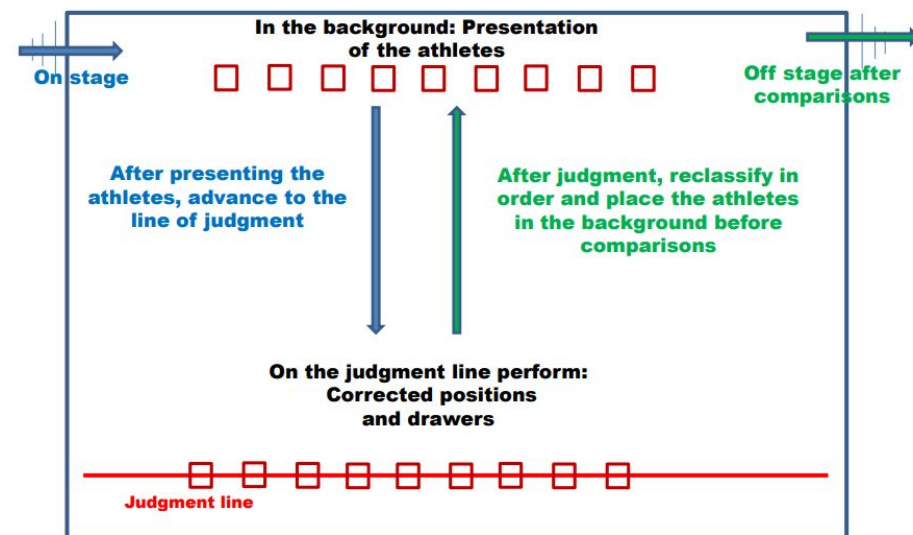 In the background: Presentation
of the athletes
On stage
Off stage after
comparisons
After presenting the
athletes, advance to the
line of judgment
After judgment, reclassify in
order and place the athletes
in the background before
comparisons
On the judgment line perform:
Corrected positions
and drawers
Judgment line